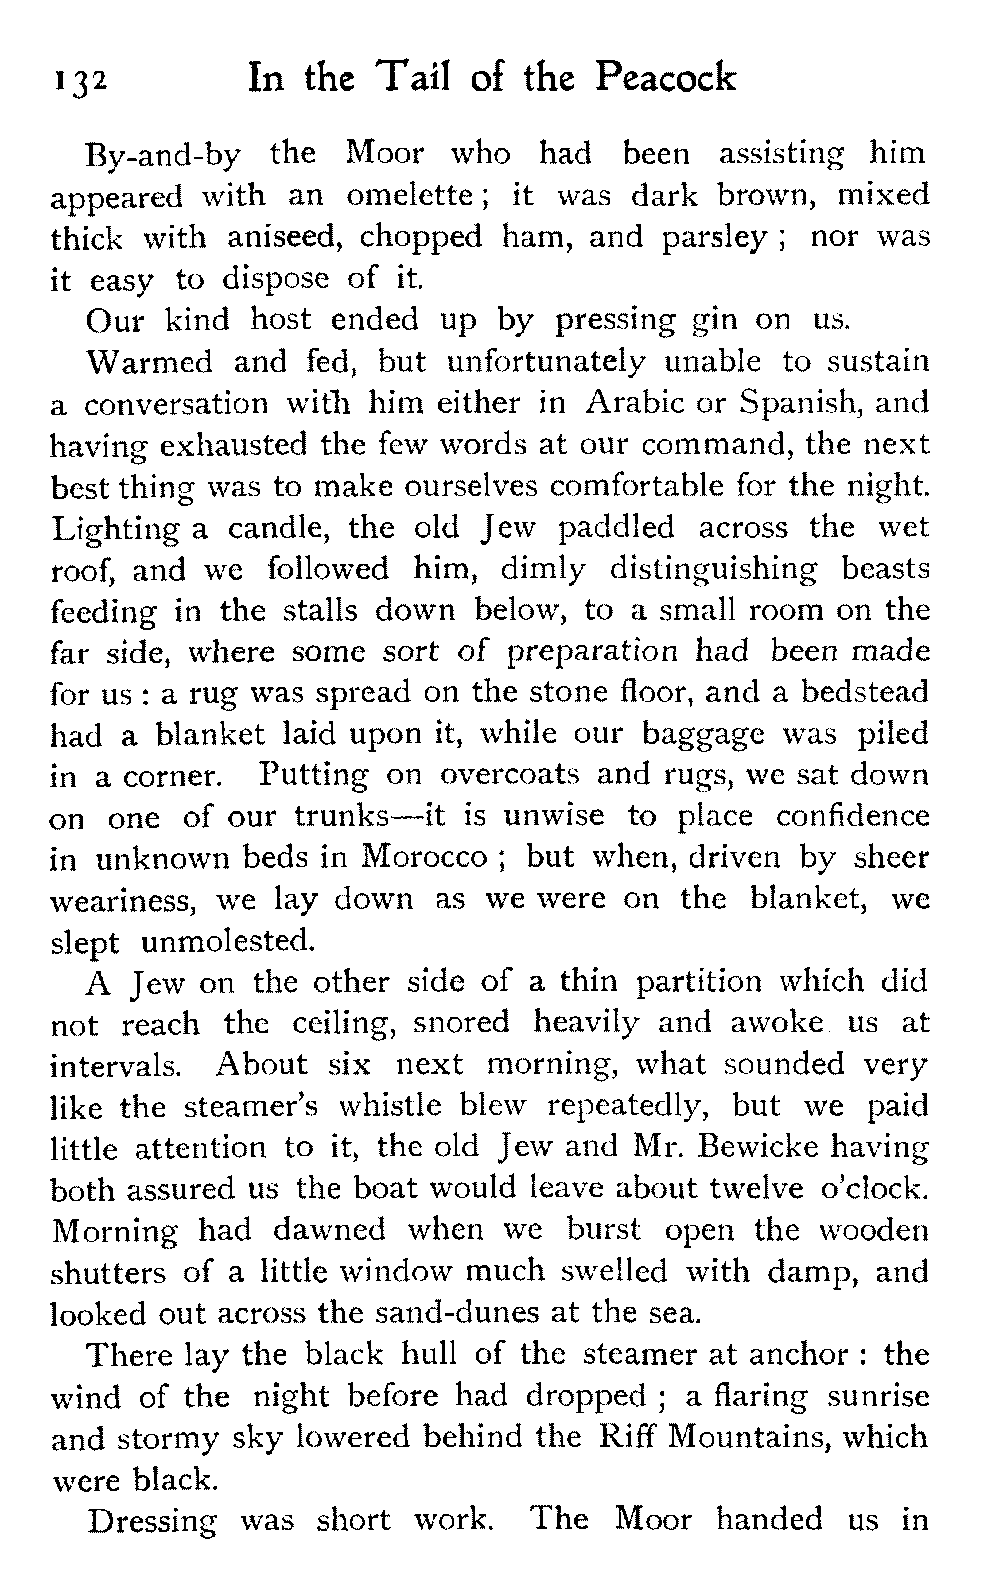 132 In the Tail of the Peacock
By-and-by the Moor who had been assisting him
appeared with an omelette ; it was dark brown, mixed
thick with aniseed, chopped ham, and parsley ; nor was
it easy to dispose of it.
Our kind host ended up by pressing gin on us.
Warmed and fed, but unfortunately unable to sustain
a conversation with him either in Arabic or Spanish, and
having exhausted the few words at our command, the next
best thing was to make ourselves comfortable for the night.
Lighting a candle, the old Jew paddled across the wet
roof, and we followed him, dimly distinguishing beasts
feeding in the stalls down below, to a small room on the
far side, where some sort of preparation had been made
for us : a rug was spread on the stone floor, and a bedstead
had a blanket laid upon it, while our baggage was piled
in a corner. Putting on overcoats and rugs, we sat down
on one of our trunks—it is unwise to place confidence
in unknown beds in Morocco ; but when, driven by sheer
weariness, we lay down as we were on the blanket, we
slept unmolested.
A Jew on the other side of a thin partition which did
not reach the ceiling, snored heavily and awoke us at
intervals. About six next morning, what sounded very
like the steamer's whistle blew repeatedly, but we paid
little attention to it, the old Jew and Mr. Bewicke having
both assured us the boat would leave about twelve o'clock.
Morning had dawned when we burst open the wooden
shutters of a little window much swelled with damp, and
looked out across the sand-dunes at the sea.
There lay the black hull of the steamer at anchor : the
wind of the night before had dropped ; a flaring sunrise
and stormy sky lowered behind the Riff Mountains, which
were black.
Dressing was short work. The Moor handed us in